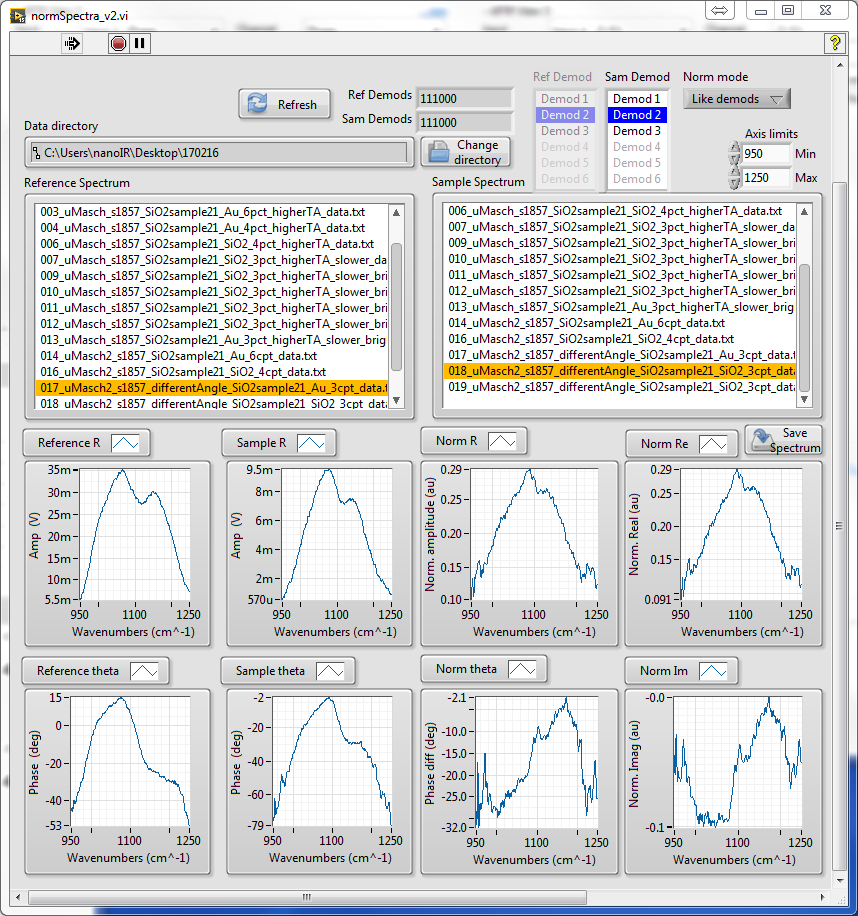 normSpectra_v2.vi
Refresh
Ref Demods 111000
Sam Demods 111000
Ref Demod
Demod 1
Demod 2
Demod 3
Demod 4
Demod 5
Demod 6
Sam Demod
Demod 1
Demod 2
Demod 3
Demod 4
Demod 5
Demod 6
Norm mode
Like demods
Axis limits
950 Min
1250 Max
Data directory
C:\Users\nanoIR\Desktop\170216
Change
directory
Reference Spectrum
003_uMasch_s1857_SiO2sample21_Au_6pct_higherTA_data.txt
004_uMasch_s1857_SiO2sample21_Au_4pct_higherTA_data.txt
006_uMasch_s1857_SiO2sample21_SiO2_4pct_higherTA_data.txt
007_uMasch_s1857_SiO2sample21_SiO2_3pct_higherTA_slower_da
009_uMasch_s1857_SiO2sample21_SiO2_3pct_higherTA_slower_bri
010_uMasch_s1857_SiO2sample21_SiO2_3pct_higherTA_slower_bri
011_uMasch_s1857_SiO2sample21_SiO2_3pct_higherTA_slower_bri
012_uMasch_s1857_SiO2sample21_SiO2_3pct_higherTA_slower_bri
013_uMasch_s1857_SiO2sample21_Au_3pct_higherTA_slower_brig
014_uMasch2_s1857_SiO2sample21_Au_6cpt_data.txt
016_uMasch2_s1857_SiO2sample21_SiO2_4cpt_data.txt
017_uMasch2_s1857_differentAngle_SiO2sample21_Au_3cpt_data.t
018_uMasch2_s1857_differentAngle_SiO2sample21_SiO2_3cpt_data
Sample Spectrum
006_uMasch_s1857_SiO2sample21_SiO2_4pct_higherTA_data.txt
007_uMasch_s1857_SiO2sample21_SiO2_3pct_higherTA_slower_da
009_uMasch_s1857_SiO2sample21_SiO2_3pct_higherTA_slower_bri
010_uMasch_s1857_SiO2sample21_SiO2_3pct_higherTA_slower_bri
011_uMasch_s1857_SiO2sample21_SiO2_3pct_higherTA_slower_bri
012_uMasch_s1857_SiO2sample21_SiO2_3pct_higherTA_slower_bri
013_uMasch_s1857_SiO2sample21_Au_3pct_higherTA_slower_brig
014_uMasch2_s1857_SiO2sample21_Au_6cpt_data.txt
016_uMasch2_s1857_SiO2sample21_SiO2_4cpt_data.txt
017_uMasch2_s1857_differentAngle_SiO2sample21_Au_3cpt_data.t
018_uMasch2_s1857_differentAngle_SiO2sample21_SiO2_3cpt_data
019_uMasch2_s1857_differentAngle_SiO2sample21_SiO2_3cpt_data
Save
Spectrum
Reference R
Amp (V)
35m
30m
25m
20m
15m
10m
5.5m
950 1100 1250
Wavenumbers (cm^-1)
Sample R
Amp (V)
9.5m
8m
6m
4m
2m
570u
950 1100 1250
Wavenumbers (cm^-1)
Norm R
Norm. amplitude (au)
0.29
0.25
0.20
0.15
0.10
950 1100 1250
Wavenumbers (cm^-1)
Norm Re
Norm. Real (au)
0.29
0.25
0.20
0.15
0.091
950 1100 1250
Wavenumbers (cm^-1)
Reference theta
Phase (deg)
15
0
-20
-40
-53
950 1100 1250
Wavenumbers (cm^-1)
Sample theta
Phase (deg)
-2
-20
-40
-60
-79
950 1100 1250
Wavenumbers (cm^-1)
Norm theta
Phase diff (deg)
-2.1
-10.0
-15.0
-20.0
-25.0
-32.0
950 1100 1250
Wavenumbers (cm^-1)
Norm Im
Norm. Imag (au)
-0.0
-0.1
950 1100 1250
Wavenumbers (cm^-1)